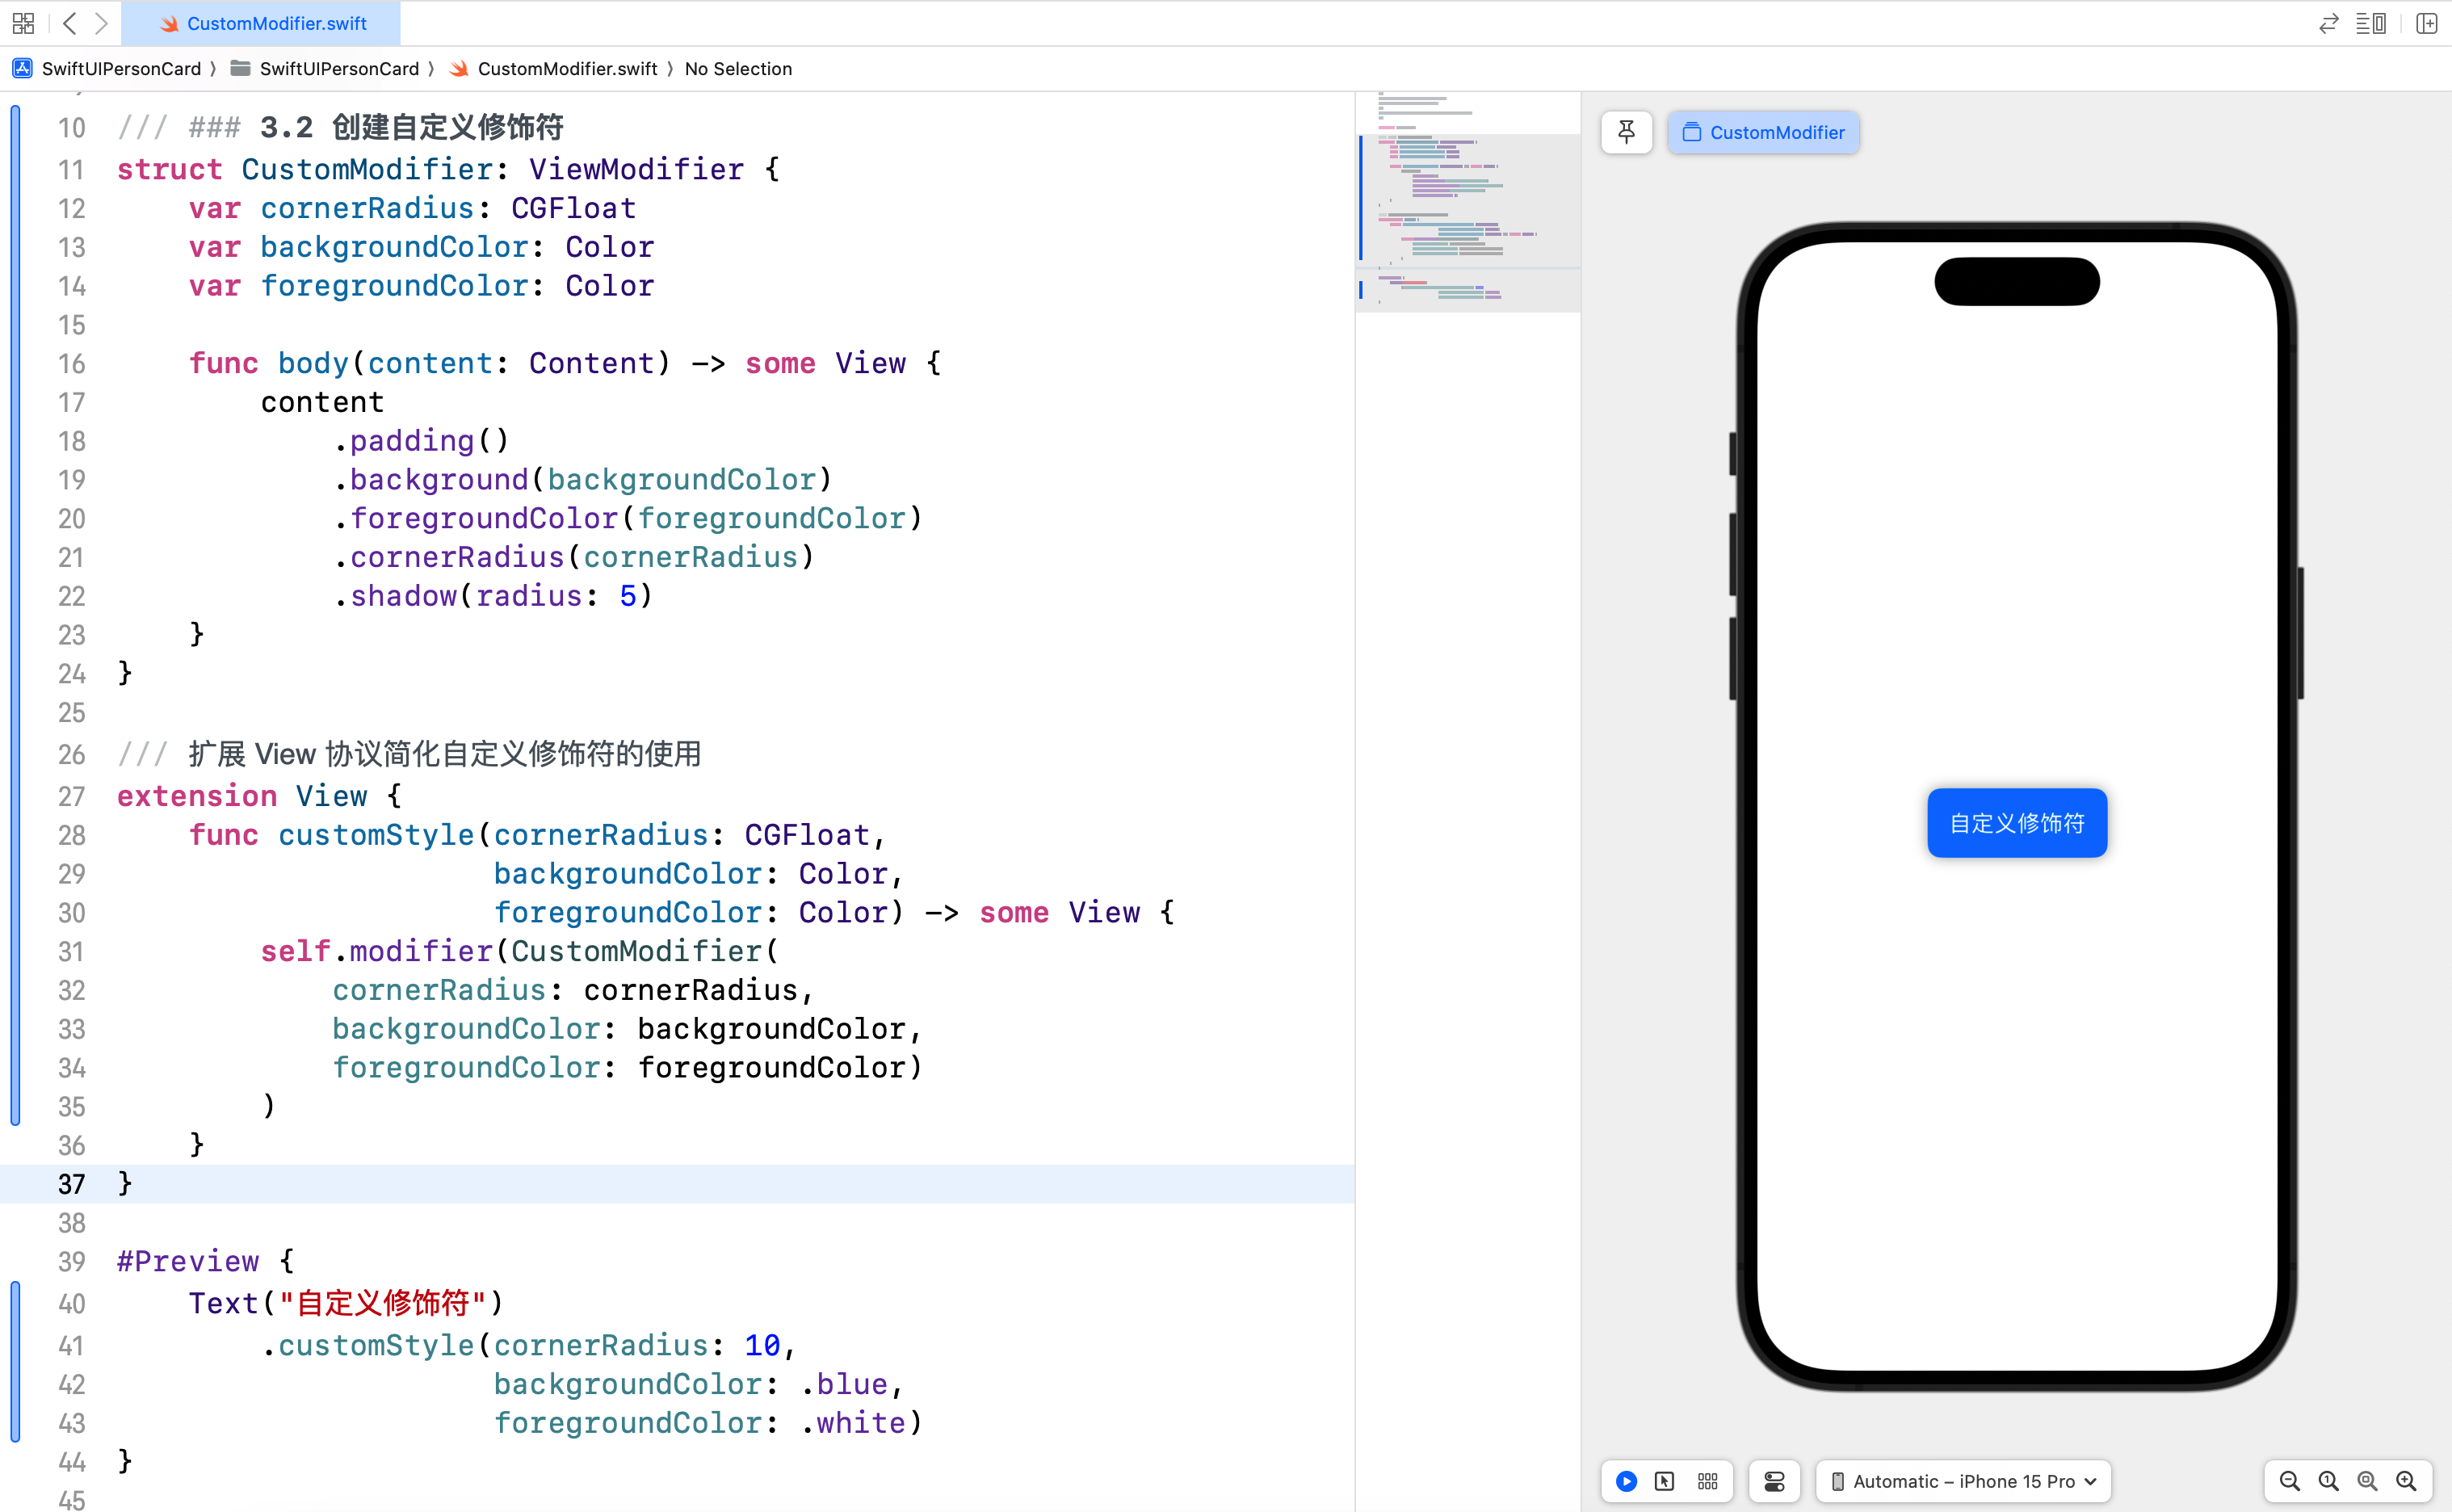 CustomModifier.swift
SwiftUIPersonCard 〉 SwiftUIPersonCard 〉 CustomModifier.swift 〉 No Selection
10 /// ### 3.2 创建自定义修饰符
11 struct CustomModifier: ViewModifier {
12     var cornerRadius: CGFloat
13     var backgroundColor: Color
14     var foregroundColor: Color
15
16     func body(content: Content) -> some View {
17         content
18             .padding()
19             .background(backgroundColor)
20             .foregroundColor(foregroundColor)
21             .cornerRadius(cornerRadius)
22             .shadow(radius: 5)
23     }
24 }
25
26 /// 扩展 View 协议简化自定义修饰符的使用
27 extension View {
28     func customStyle(cornerRadius: CGFloat,
29                      backgroundColor: Color,
30                      foregroundColor: Color) -> some View {
31         self.modifier(CustomModifier(
32             cornerRadius: cornerRadius,
33             backgroundColor: backgroundColor,
34             foregroundColor: foregroundColor)
35         )
36     }
37 }
38
39 #Preview {
40     Text("自定义修饰符")
41         .customStyle(cornerRadius: 10,
42                      backgroundColor: .blue,
43                      foregroundColor: .white)
44 }
45
CustomModifier
自定义修饰符
Automatic – iPhone 15 Pro